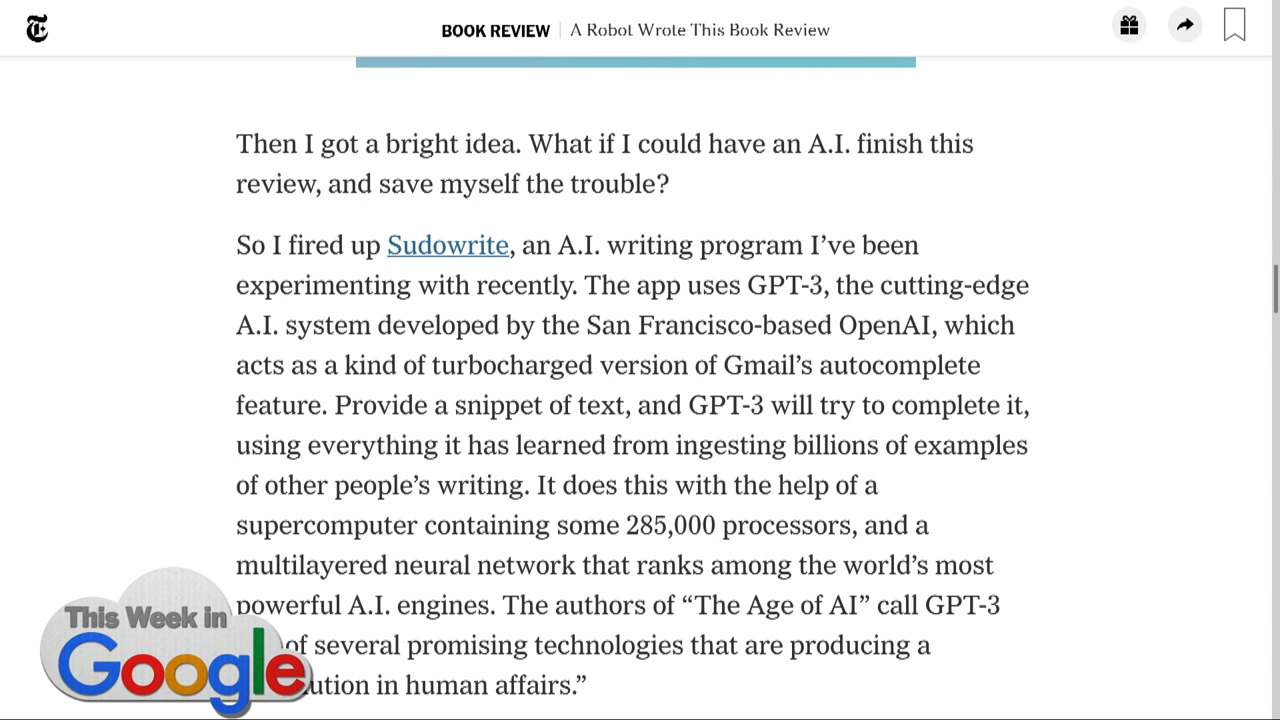 BOOK REVIEW | A Robot Wrote This Book Review
Then I got a bright idea. What if I could have an A.I. finish this
review, and save myself the trouble?
So I fired up Sudowrite, an A.I. writing program I’ve been
experimenting with recently. The app uses GPT-3, the cutting-edge
A.I. system developed by the San Francisco-based OpenAI, which
acts as a kind of turbocharged version of Gmail’s autocomplete
feature. Provide a snippet of text, and GPT-3 will try to complete it,
using everything it has learned from ingesting billions of examples
of other people’s writing. It does this with the help of a
supercomputer containing some 285,000 processors, and a
multilayered neural network that ranks among the world’s most
powerful A.I. engines. The authors of “The Age of AI” call GPT-3
of several promising technologies that are producing a
in human affairs.”
This Week in
Google